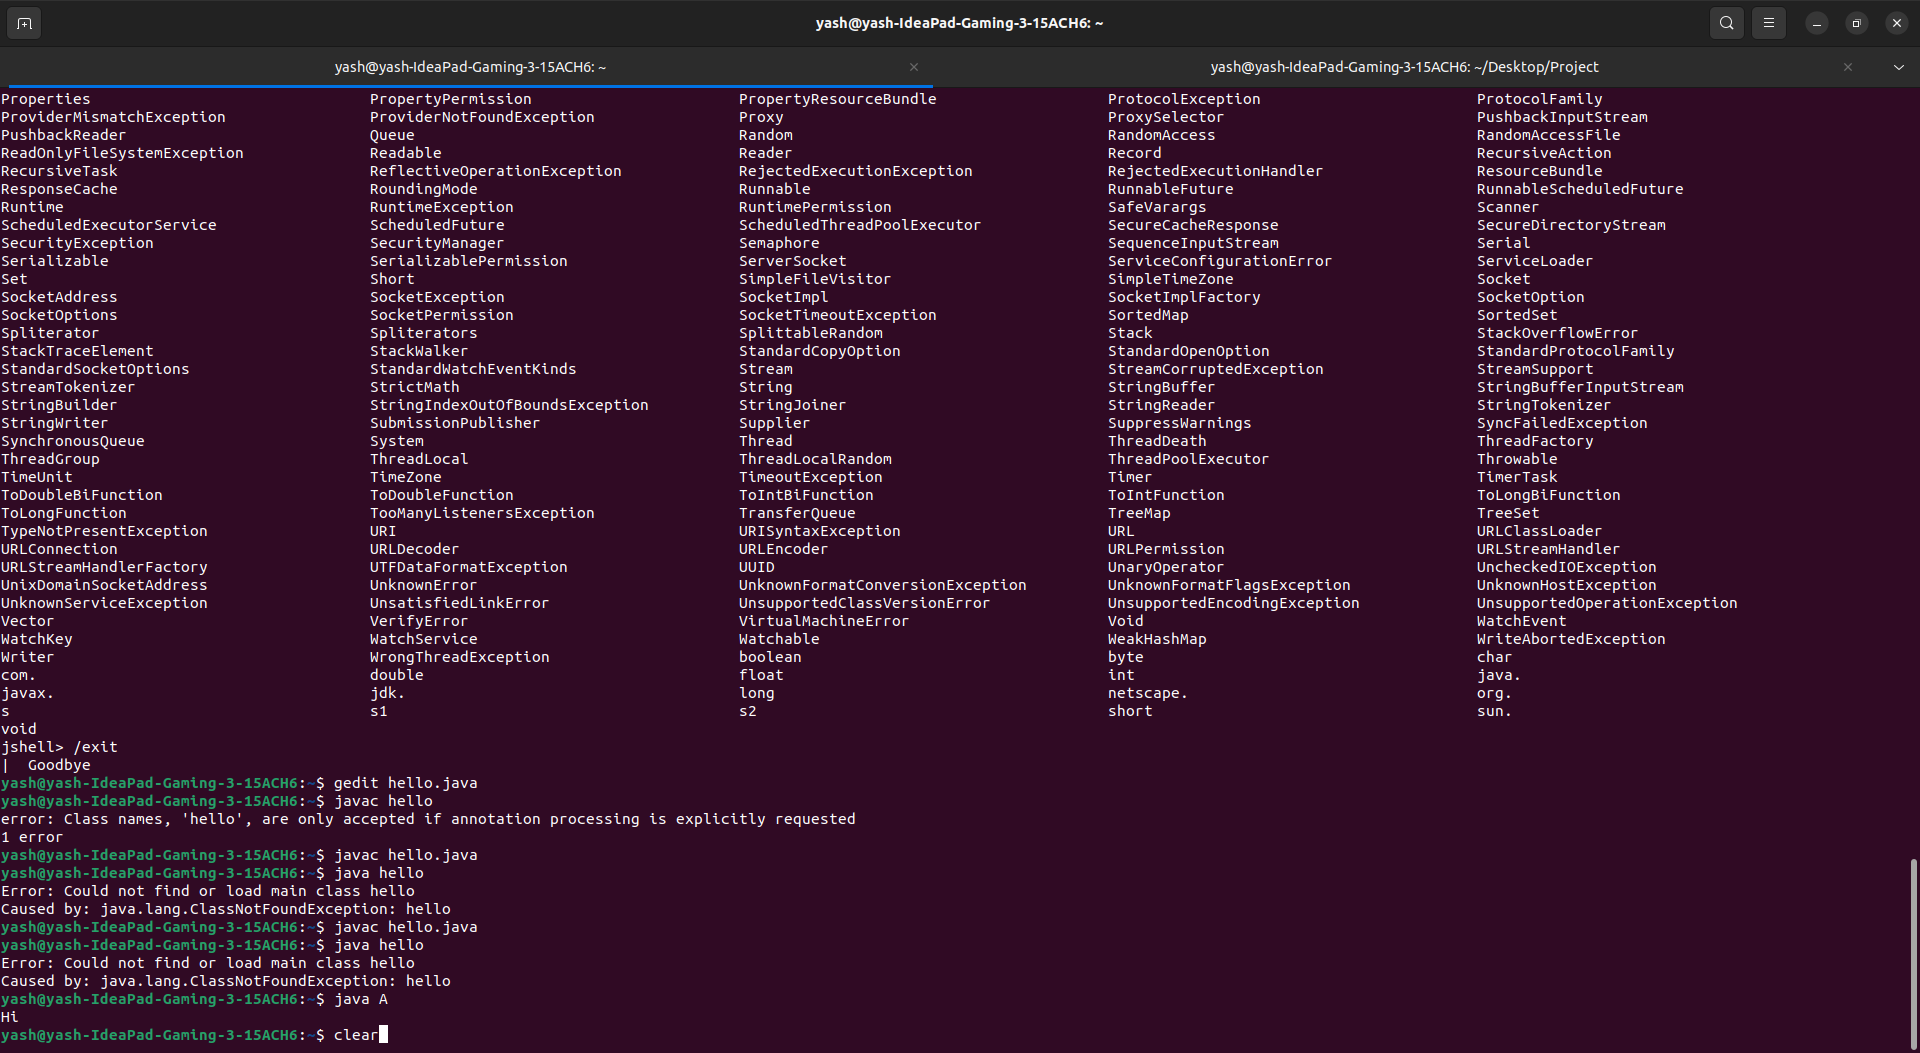 yash@yash-IdeaPad-Gaming-3-15ACH6: ~
yash@yash-IdeaPad-Gaming-3-15ACH6: ~ yash@yash-IdeaPad-Gaming-3-15ACH6: ~/Desktop/Project
Properties PropertyPermission PropertyResourceBundle ProtocolException ProtocolFamily
ProviderMismatchException ProviderNotFoundException Proxy ProxySelector PushbackInputStream
PushbackReader Queue Random RandomAccess RandomAccessFile
ReadOnlyFileSystemException Readable Reader Record RecursiveAction
RecursiveTask ReflectiveOperationException RejectedExecutionException RejectedExecutionHandler ResourceBundle
ResponseCache RoundingMode Runnable RunnableFuture RunnableScheduledFuture
Runtime RuntimeException RuntimePermission SafeVarargs Scanner
ScheduledExecutorService ScheduledFuture ScheduledThreadPoolExecutor SecureCacheResponse SecureDirectoryStream
SecurityException SecurityManager Semaphore SequenceInputStream Serial
Serializable SerializablePermission ServerSocket ServiceConfigurationError ServiceLoader
Set Short SimpleFileVisitor SimpleTimeZone Socket
SocketAddress SocketException SocketImpl SocketImplFactory SocketOption
SocketOptions SocketPermission SocketTimeoutException SortedMap SortedSet
Spliterator Spliterators SplittableRandom Stack StackOverflowError
StackTraceElement StackWalker StandardCopyOption StandardOpenOption StandardProtocolFamily
StandardSocketOptions StandardWatchEventKinds Stream StreamCorruptedException StreamSupport
StreamTokenizer StrictMath String StringBuffer StringBufferInputStream
StringBuilder StringIndexOutOfBoundsException StringJoiner StringReader StringTokenizer
StringWriter SubmissionPublisher Supplier SuppressWarnings SyncFailedException
SynchronousQueue System Thread ThreadDeath ThreadFactory
ThreadGroup ThreadLocal ThreadLocalRandom ThreadPoolExecutor Throwable
TimeUnit TimeZone TimeoutException Timer TimerTask
ToDoubleBiFunction ToDoubleFunction ToIntBiFunction ToIntFunction ToLongBiFunction
ToLongFunction TooManyListenersException TransferQueue TreeMap TreeSet
TypeNotPresentException URI URISyntaxException URL URLClassLoader
URLConnection URLDecoder URLEncoder URLPermission URLStreamHandler
URLStreamHandlerFactory UTFDataFormatException UUID UnaryOperator UncheckedIOException
UnixDomainSocketAddress UnknownError UnknownFormatConversionException UnknownFormatFlagsException UnknownHostException
UnknownServiceException UnsatisfiedLinkError UnsupportedClassVersionError UnsupportedEncodingException UnsupportedOperationException
Vector VerifyError VirtualMachineError Void WatchEvent
WatchKey WatchService Watchable WeakHashMap WriteAbortedException
Writer WrongThreadException boolean byte char
com. double float int java.
javax. jdk. long netscape. org.
s s1 s2 short sun.
void
jshell> /exit
|  Goodbye
yash@yash-IdeaPad-Gaming-3-15ACH6:~$ gedit hello.java
yash@yash-IdeaPad-Gaming-3-15ACH6:~$ javac hello
error: Class names, 'hello', are only accepted if annotation processing is explicitly requested
1 error
yash@yash-IdeaPad-Gaming-3-15ACH6:~$ javac hello.java
yash@yash-IdeaPad-Gaming-3-15ACH6:~$ java hello
Error: Could not find or load main class hello
Caused by: java.lang.ClassNotFoundException: hello
yash@yash-IdeaPad-Gaming-3-15ACH6:~$ javac hello.java
yash@yash-IdeaPad-Gaming-3-15ACH6:~$ java hello
Error: Could not find or load main class hello
Caused by: java.lang.ClassNotFoundException: hello
yash@yash-IdeaPad-Gaming-3-15ACH6:~$ java A
Hi
yash@yash-IdeaPad-Gaming-3-15ACH6:~$ clear